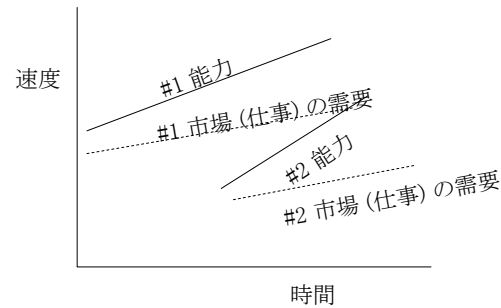 速度
#1 能力
#1 市場 (仕事) の需要
#2 能力
#2 市場 (仕事) の需要
時間